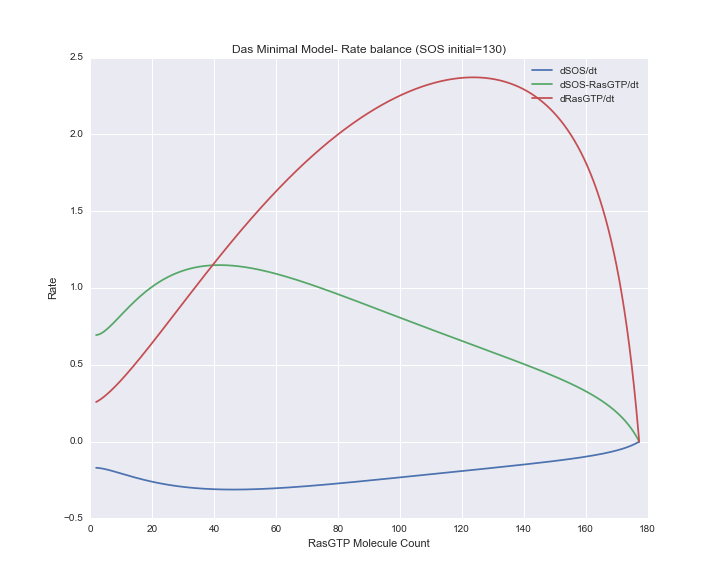 Das Minimal Model- Rate balance (SOS initial=130)
2.5
2.0
1.5
1.0
0.5
0.0
−0.5
Rate
dSOS/dt
dSOS-RasGTP/dt
dRasGTP/dt
0 20 40 60 80 100 120 140 160 180
RasGTP Molecule Count